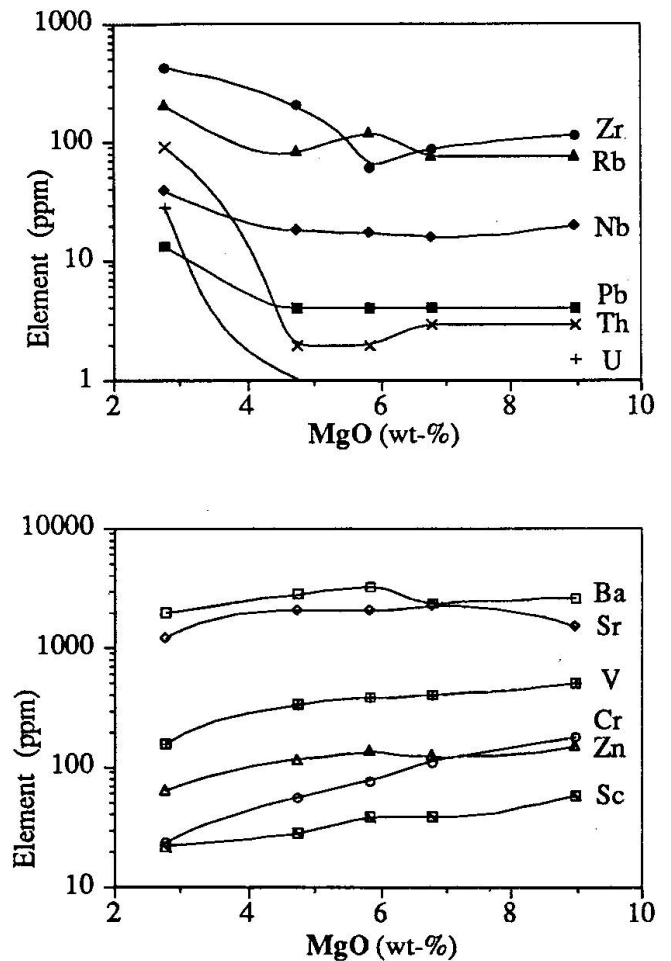 1000
100
10
1
Element (ppm)
Zr
Rb
Nb
Pb
Th
U
2 4 6 8 10
MgO (wt-%)
10000
1000
100
10
Element (ppm)
Ba
Sr
V
Cr
Zn
Sc
2 4 6 8 10
MgO (wt-%)